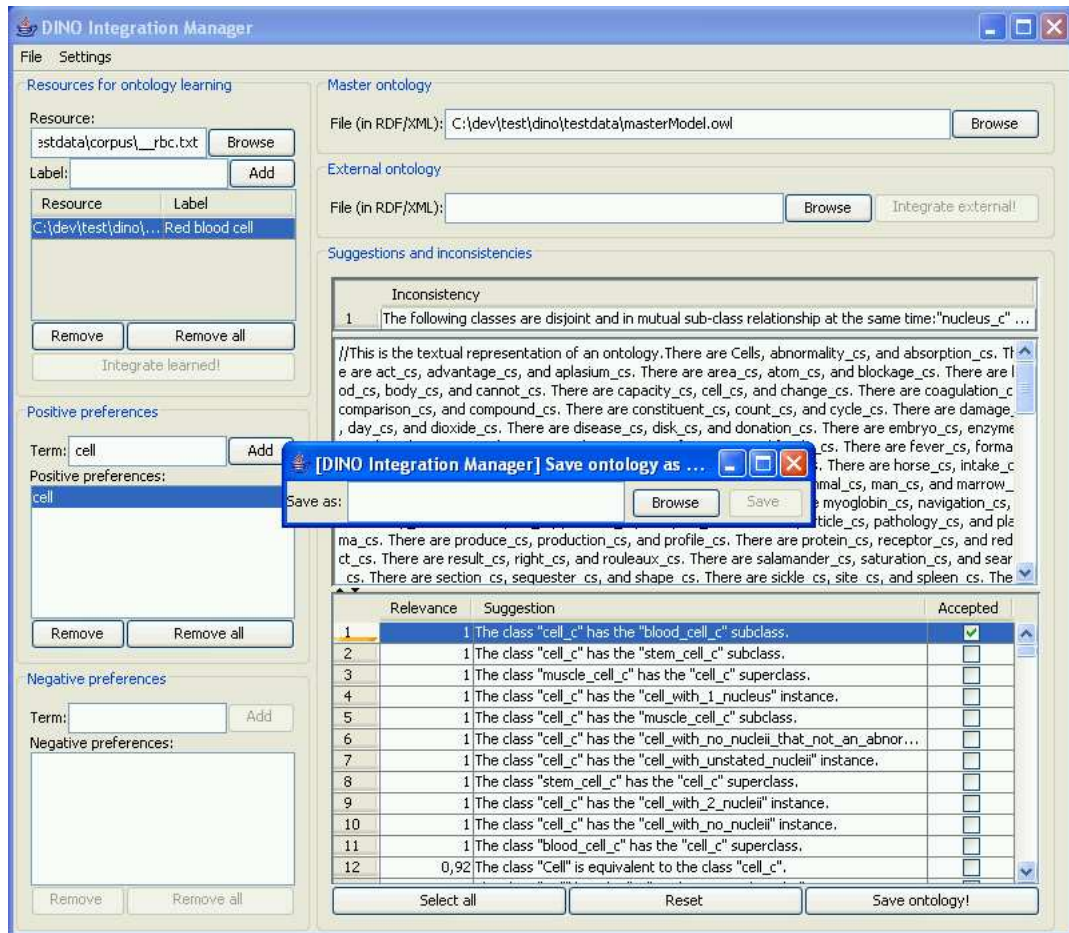 DINO Integration Manager
File Settings
Resources for ontology learning
Resource:
estdata\corpus\__rbc.txt Browse
Label: Add
Resource Label
C:\dev\test\dino\... Red blood cell
Remove Remove all
Integrate learned!
Positive preferences
Term: cell Add
Positive preferences:
cell
Remove Remove all
Negative preferences
Term: Add
Negative preferences:
Remove Remove all
Master ontology
File (in RDF/XML): C:\dev\test\dino\testdata\masterModel.owl Browse
External ontology
File (in RDF/XML): Browse Integrate external!
Suggestions and inconsistencies
Inconsistency
1 The following classes are disjoint and in mutual sub-class relationship at the same time:"nucleus_c" ...
//This is the textual representation of an ontology.There are Cells, abnormality_cs, and absorption_cs. Th
e are act_cs, advantage_cs, and aplasium_cs. There are area_cs, atom_cs, and blockage_cs. There are
od_cs, body_cs, and cannot_cs. There are capacity_cs, cell_cs, and change_cs. There are coagulation_c
comparison_cs, and compound_cs. There are constituent_cs, count_cs, and cycle_cs. There are damage_
, day_cs, and dioxide_cs. There are disease_cs, disk_cs, and donation_cs. There are embryo_cs, enzyme
_cs. There are fever_cs, forma
. There are horse_cs, intake_c
mal_cs, man_cs, and marrow_
myoglobin_cs, navigation_cs,
ticle_cs, pathology_cs, and pla
ma_cs. There are produce_cs, production_cs, and profile_cs. There are protein_cs, receptor_cs, and red
ct_cs. There are result_cs, right_cs, and rouleaux_cs. There are salamander_cs, saturation_cs, and sear
_cs. There are section_cs, sequester_cs, and shape_cs. There are sickle_cs, site_cs, and spleen_cs. The
[DINO Integration Manager] Save ontology as ...
Save as: Browse Save
Relevance Suggestion Accepted
1 1 The class "cell_c" has the "blood_cell_c" subclass.
2 1 The class "cell_c" has the "stem_cell_c" subclass.
3 1 The class "muscle_cell_c" has the "cell_c" superclass.
4 1 The class "cell_c" has the "cell_with_1_nucleus" instance.
5 1 The class "cell_c" has the "muscle_cell_c" subclass.
6 1 The class "cell_c" has the "cell_with_no_nucleii_that_not_an_abnor...
7 1 The class "cell_c" has the "cell_with_unstated_nucleii" instance.
8 1 The class "stem_cell_c" has the "cell_c" superclass.
9 1 The class "cell_c" has the "cell_with_2_nucleii" instance.
10 1 The class "cell_c" has the "cell_with_no_nucleii" instance.
11 1 The class "blood_cell_c" has the "cell_c" superclass.
12 0,92 The class "Cell" is equivalent to the class "cell_c".
Select all Reset Save ontology!